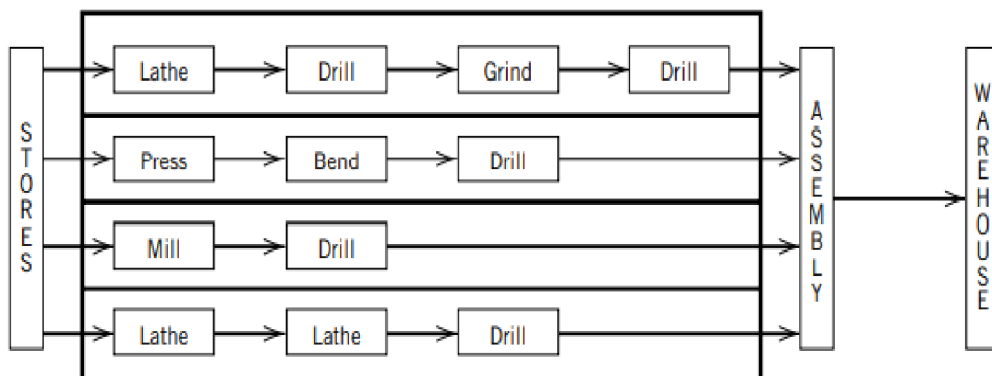 STORES
Lathe
Drill
Grind
Drill
Press
Bend
Drill
Mill
Drill
Lathe
Lathe
Drill
ASSEMBLY
WAREHOUSE